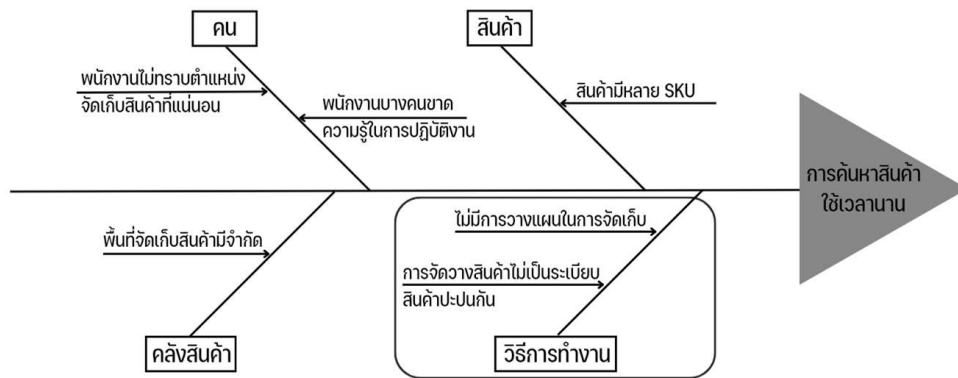 คน
สินค้า
พนักงานไม่ทราบตำแหน่ง
จัดเก็บสินค้าที่แน่นอน
พนักงานบางคนขาด
ความรู้ในการปฏิบัติงาน
สินค้ามีหลาย SKU
การค้นหาสินค้า
ใช้เวลานาน
พื้นที่จัดเก็บสินค้ามีจำกัด
ไม่มีการวางแผนในการจัดเก็บ
การจัดวางสินค้าไม่เป็นระเบียบ
สินค้าปะปนกัน
คลังสินค้า
วิธีการทำงาน